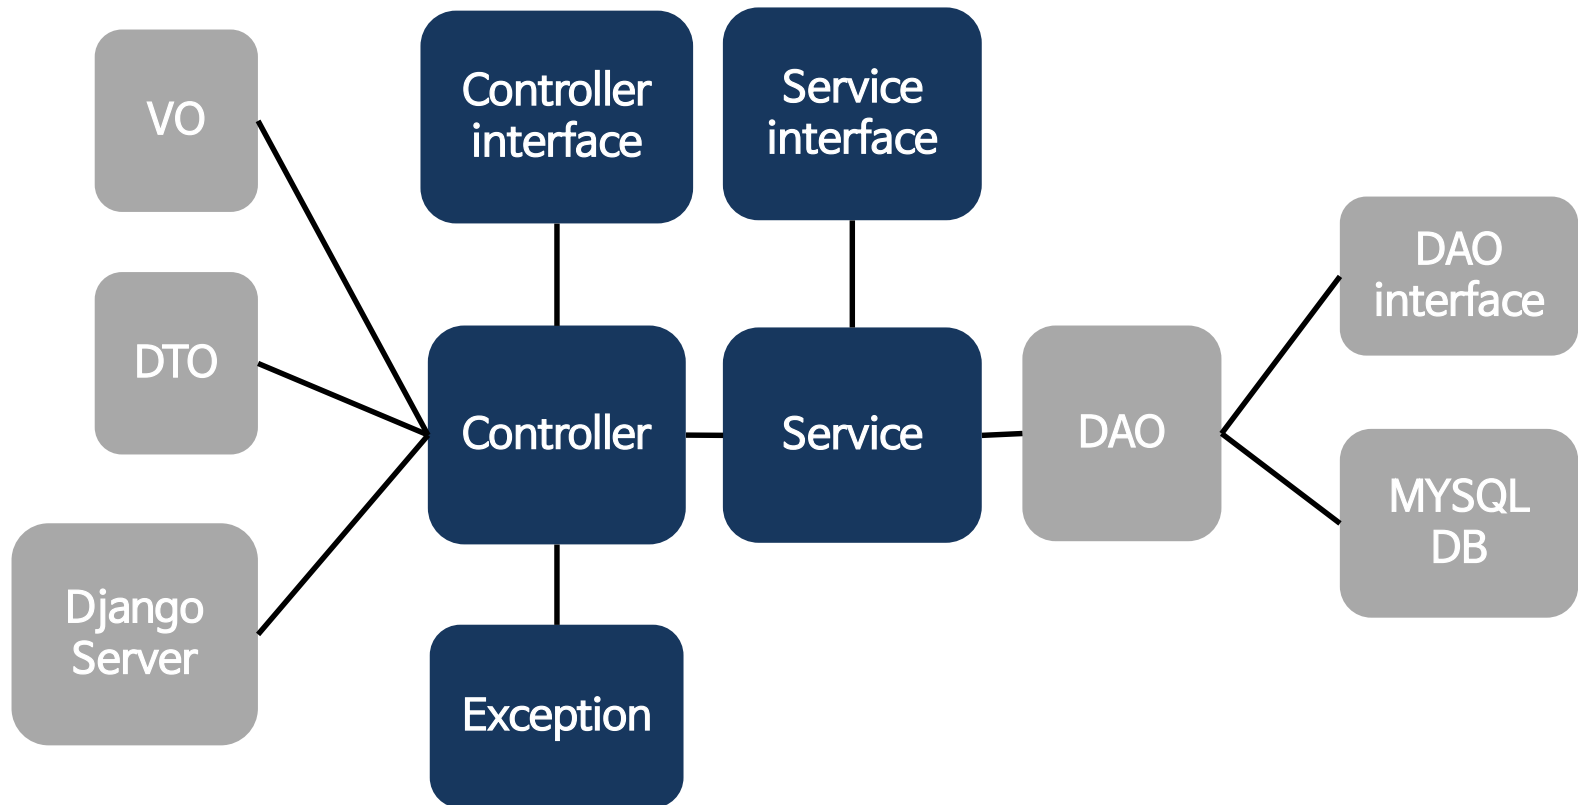 VO
Controller
interface
Service
interface
DTO
DAO
interface
Controller
Service
DAO
MYSQL
DB
Django
Server
Exception